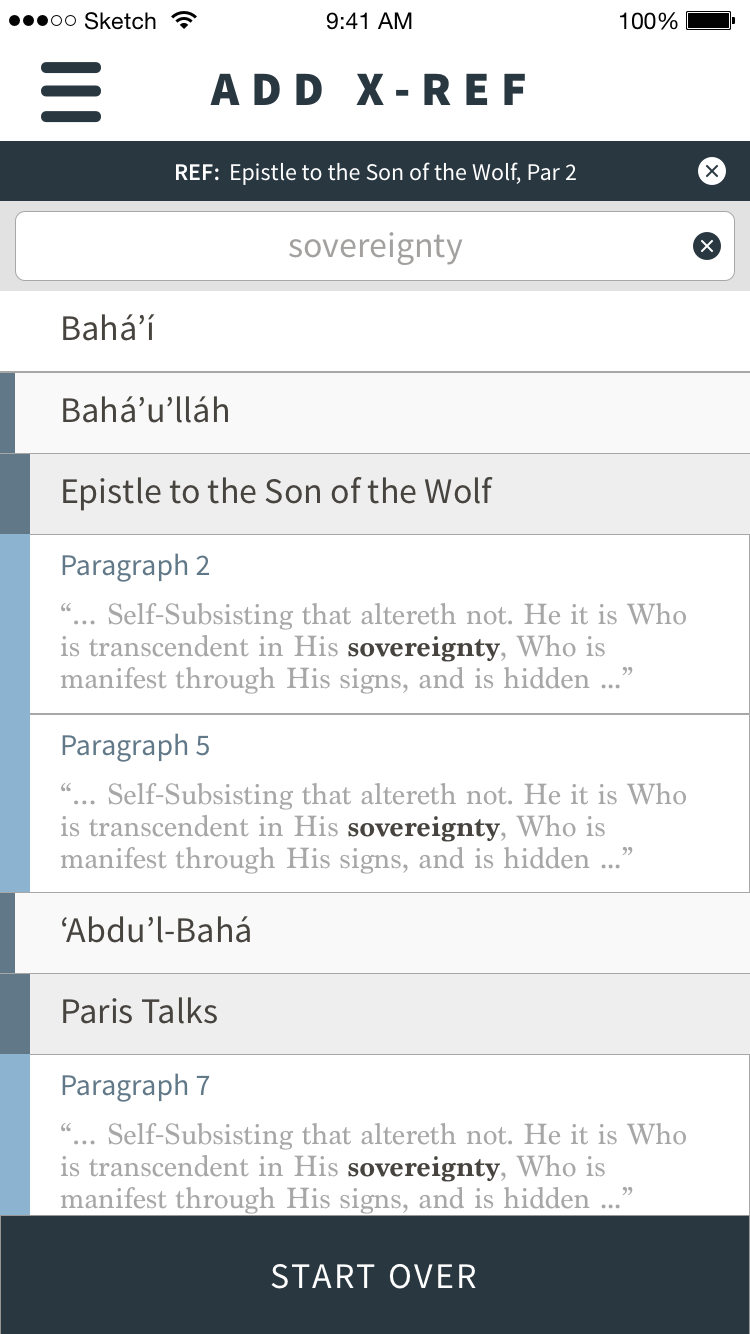 Sketch 9:41 AM 100%
ADD X-REF
REF: Epistle to the Son of the Wolf, Par 2
sovereignty
Bahá’í
Bahá’u’lláh
Epistle to the Son of the Wolf
Paragraph 2
“... Self-Subsisting that altereth not. He it is Who
is transcendent in His sovereignty, Who is
manifest through His signs, and is hidden ...”
Paragraph 5
“... Self-Subsisting that altereth not. He it is Who
is transcendent in His sovereignty, Who is
manifest through His signs, and is hidden ...”
‘Abdu’l-Bahá
Paris Talks
Paragraph 7
“... Self-Subsisting that altereth not. He it is Who
is transcendent in His sovereignty, Who is
manifest through His signs, and is hidden ...”
START OVER